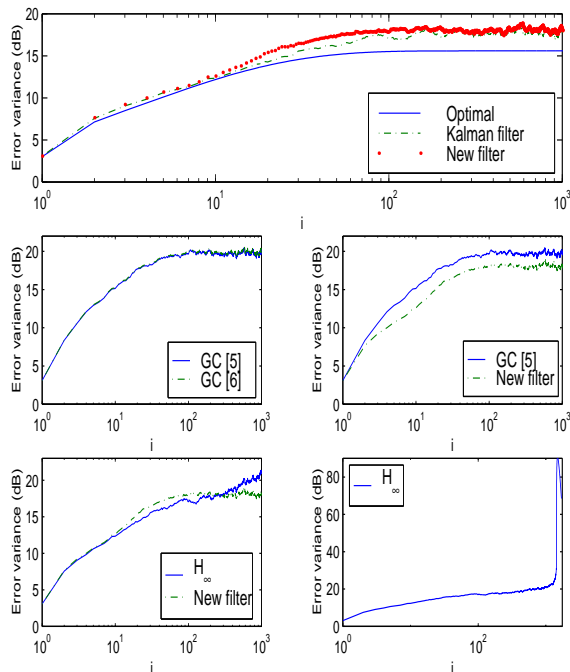 20
15
10
5
0
Error variance (dB)
Optimal
Kalman filter
New filter
10^0
10^1
10^2
10^3
i
20
15
10
5
0
Error variance (dB)
GC [5]
GC [6]
10^0
10^1
10^2
10^3
i
20
15
10
5
0
Error variance (dB)
GC [5]
New filter
10^0
10^1
10^2
10^3
i
20
15
10
5
0
Error variance (dB)
H_∞
New filter
10^0
10^1
10^2
10^3
i
80
60
40
20
0
Error variance (dB)
H_∞
10^0
10^2
i